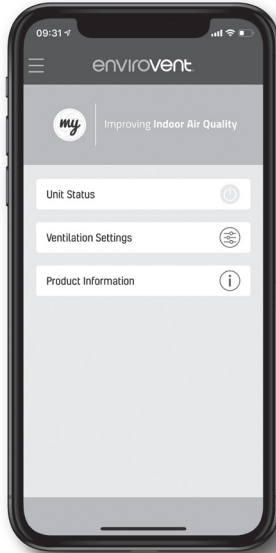 09:31
envirovent
my
Improving Indoor Air Quality
Unit Status
Ventilation Settings
Product Information
i